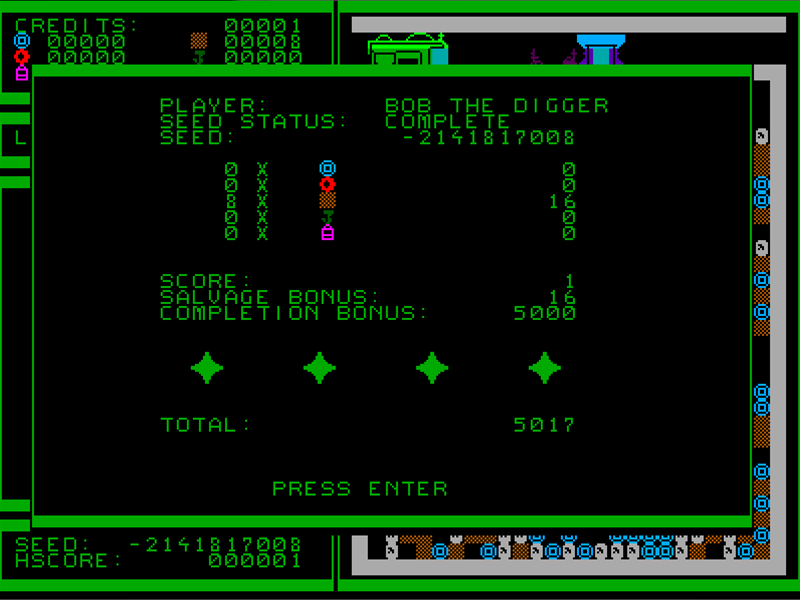 CREDITS: 00001
00000 00008
00000 00000
PLAYER: BOB THE DIGGER
SEED STATUS: COMPLETE
SEED: -2141817008
L
0 X 0
0 X 0
8 X 16
0 X 0
0 X 0
SCORE: 1
SALVAGE BONUS: 16
COMPLETION BONUS: 5000
TOTAL: 5017
PRESS ENTER
SEED: -2141817008
HSCORE: 000001